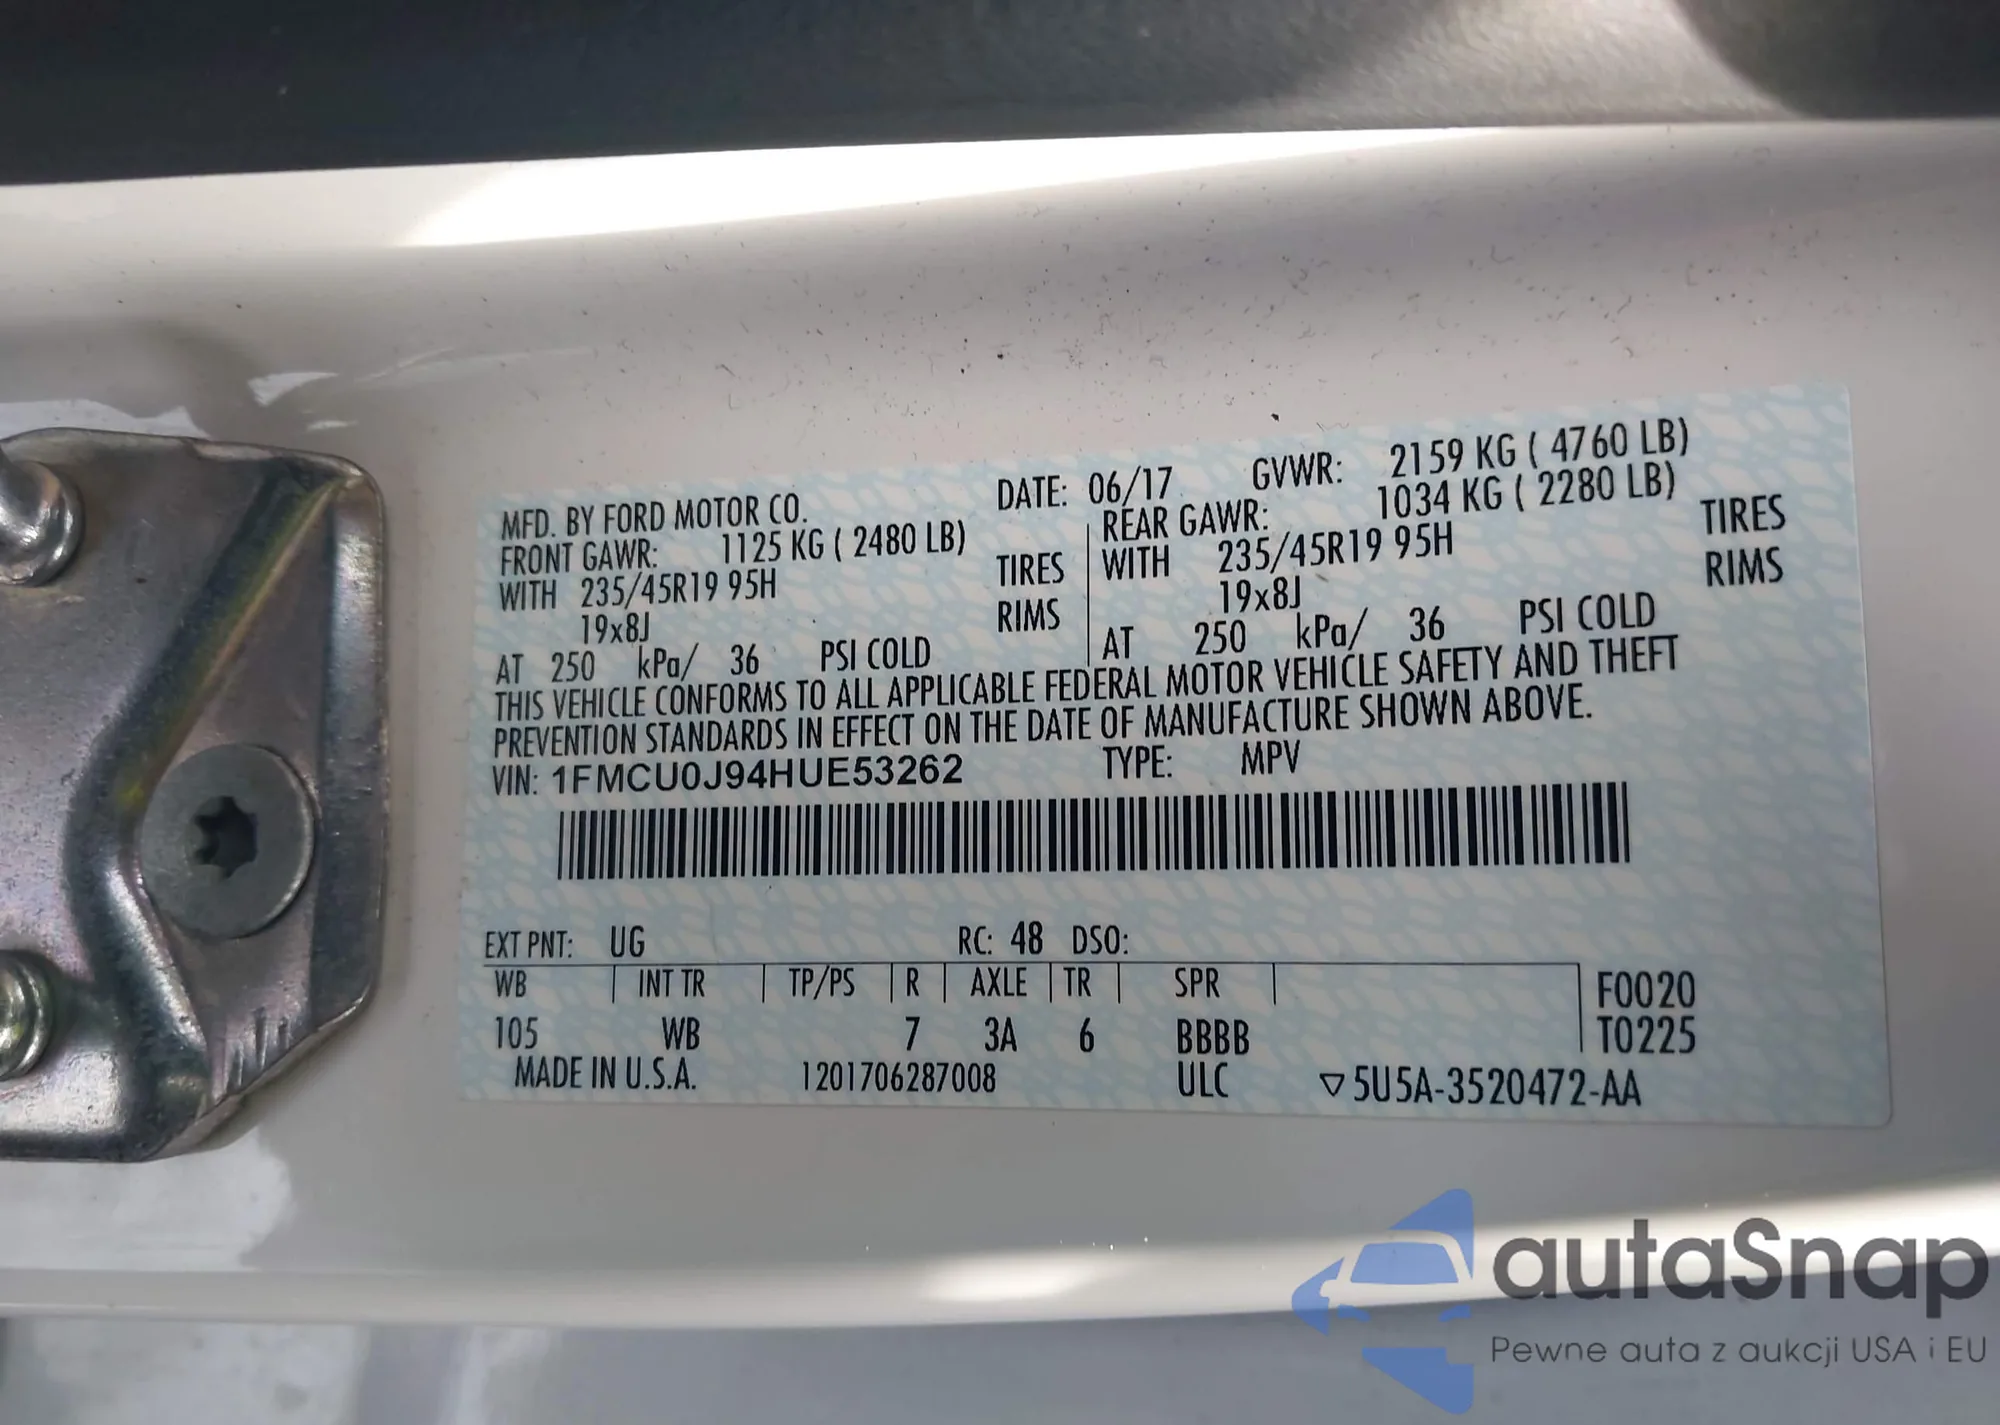 MFD. BY FORD MOTOR CO. DATE: 06/17 GVWR: 2159 KG ( 4760 LB)
FRONT GAWR: 1125 KG ( 2480 LB) REAR GAWR: 1034 KG ( 2280 LB)
WITH 235/45R19 95H TIRES WITH 235/45R19 95H TIRES
19x8J RIMS 19x8J RIMS
AT 250 kPa/ 36 PSI COLD AT 250 kPa/ 36 PSI COLD
THIS VEHICLE CONFORMS TO ALL APPLICABLE FEDERAL MOTOR VEHICLE SAFETY AND THEFT
PREVENTION STANDARDS IN EFFECT ON THE DATE OF MANUFACTURE SHOWN ABOVE.
VIN: 1FMCU0J94HUE53262 TYPE: MPV
EXT PNT: UG RC: 48 DSO:
WB INT TR TP/PS R AXLE TR SPR F0020
105 WB 7 3A 6 BBBB T0225
MADE IN U.S.A. 1201706287008 ULC ▽5U5A-3520472-AA
autaSnap
Pewne auta z aukcji USA i EU